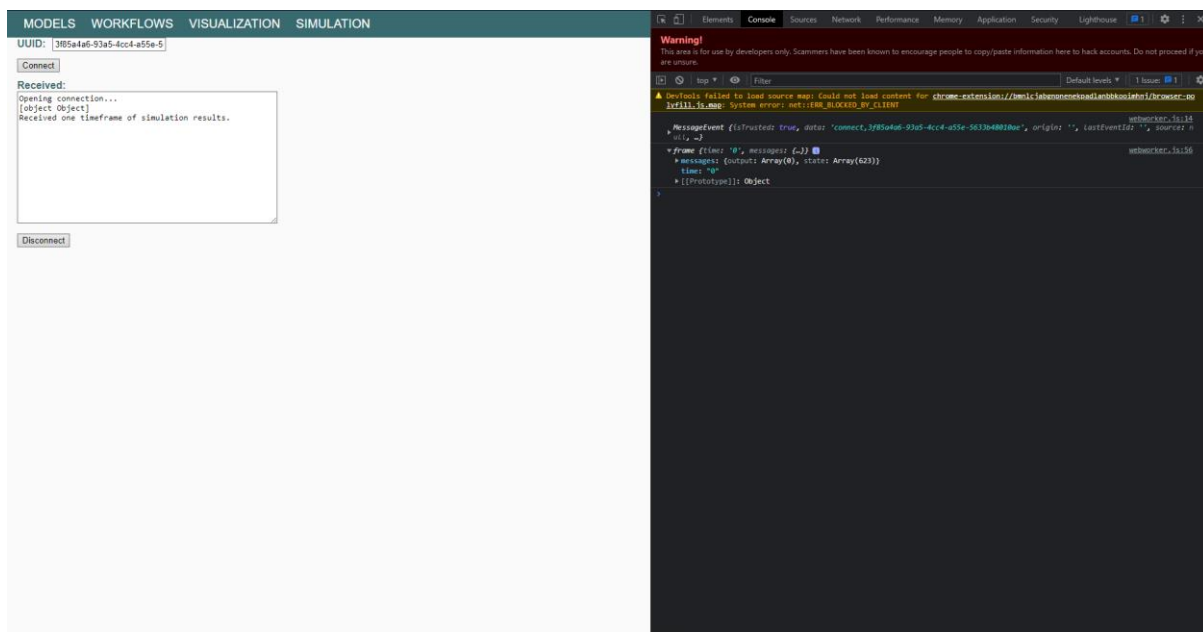 MODELS WORKFLOWS VISUALIZATION SIMULATION
UUID: 3f85a4a6-93a5-4cc4-a55e-5
Connect
Received:
Opening connection...
[object Object]
Received one timeframe of simulation results.
Disconnect
Elements Console Sources Network Performance Memory Application Security Lighthouse 1
Warning!
This area is for use by developers only. Scammers have been known to encourage people to copy/paste information here to hack accounts. Do not proceed if yo
are unsure.
top Filter Default levels 1 Issue: 1
DevTools failed to load source map: Could not load content for /browser-po
lyfill.js.map: System error: net::ERR_BLOCKED_BY_CLIENT
webworker.js:14
MessageEvent {isTrusted: true, data: 'connect,3f85a4a6-93a5-4cc4-a55e-5633b48010ae', origin: '', lastEventId: '', source: n
ull, …}
frame {time: '0', messages: {…}} webworker.js:56
messages: {output: Array(0), state: Array(623)}
time: "0"
[[Prototype]]: Object